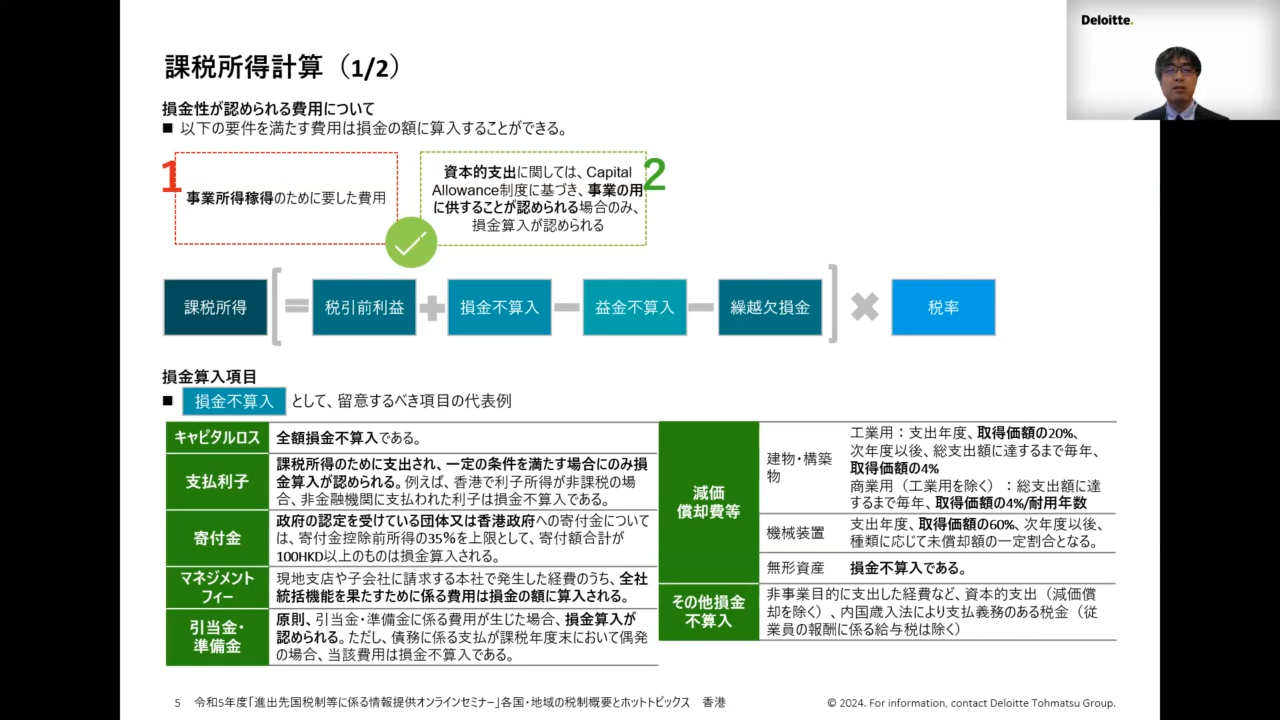 Deloitte.
課税所得計算（1/2）
損金性が認められる費用について
■ 以下の要件を満たす費用は損金の額に算入することができる。
1
事業所得稼得のために要した費用
2
資本的支出に関しては、Capital
Allowance制度に基づき、事業の用
に供することが認められる場合のみ、
損金算入が認められる
課税所得 = 税引前利益 + 損金不算入 − 益金不算入 − 繰越欠損金 × 税率
損金算入項目
■ 損金不算入 として、留意するべき項目の代表例
キャピタルロス
全額損金不算入である。
支払利子
課税所得のために支出され、一定の条件を満たす場合にのみ損
金算入が認められる。例えば、香港で利子所得が非課税の場
合、非金融機関に支払われた利子は損金不算入である。
寄付金
政府の認定を受けている団体又は香港政府への寄付金について
は、寄付金控除前所得の35%を上限として、寄付額合計が
100HKD以上のものは損金算入される。
マネジメント
フィー
現地支店や子会社に請求する本社で発生した経費のうち、全社
統括機能を果たすために係る費用は損金の額に算入される。
引当金・
準備金
原則、引当金・準備金に係る費用が生じた場合、損金算入が
認められる。ただし、債務に係る支払が課税年度末において偶発
の場合、当該費用は損金不算入である。
減価
償却費等
建物・構築
物
工業用：支出年度、取得価額の20%、
次年度以後、総支出額に達するまで毎年、
取得価額の4%
商業用（工業用を除く）：総支出額に達
するまで毎年、取得価額の4%/耐用年数
機械装置
支出年度、取得価額の60%、次年度以後、
種類に応じて未償却額の一定割合となる。
無形資産
損金不算入である。
その他損金
不算入
非事業目的に支出した経費など、資本的支出（減価償
却を除く）、内国歳入法により支払義務のある税金（従
業員の報酬に係る給与税は除く）
5 令和5年度「進出先国税制等に係る情報提供オンラインセミナー」各国・地域の税制概要とホットトピックス 香港
© 2024. For information, contact Deloitte Tohmatsu Group.